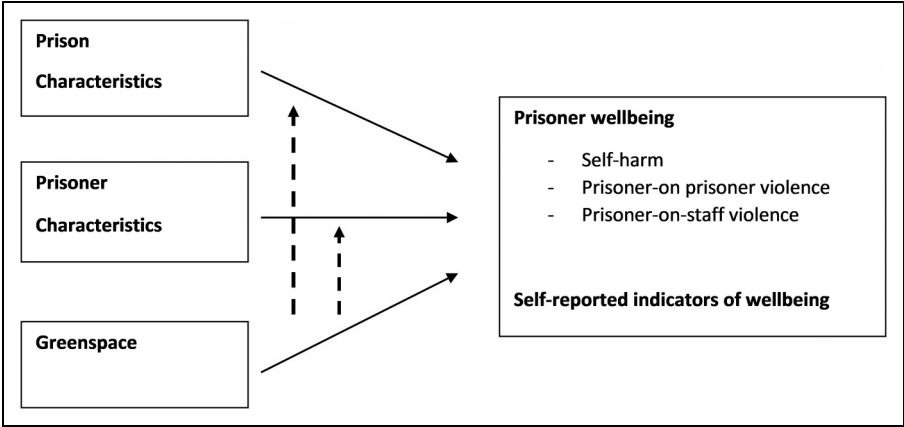 Prison
Characteristics
Prisoner
Characteristics
Greenspace
Prisoner wellbeing
- Self-harm
- Prisoner-on prisoner violence
- Prisoner-on-staff violence
Self-reported indicators of wellbeing